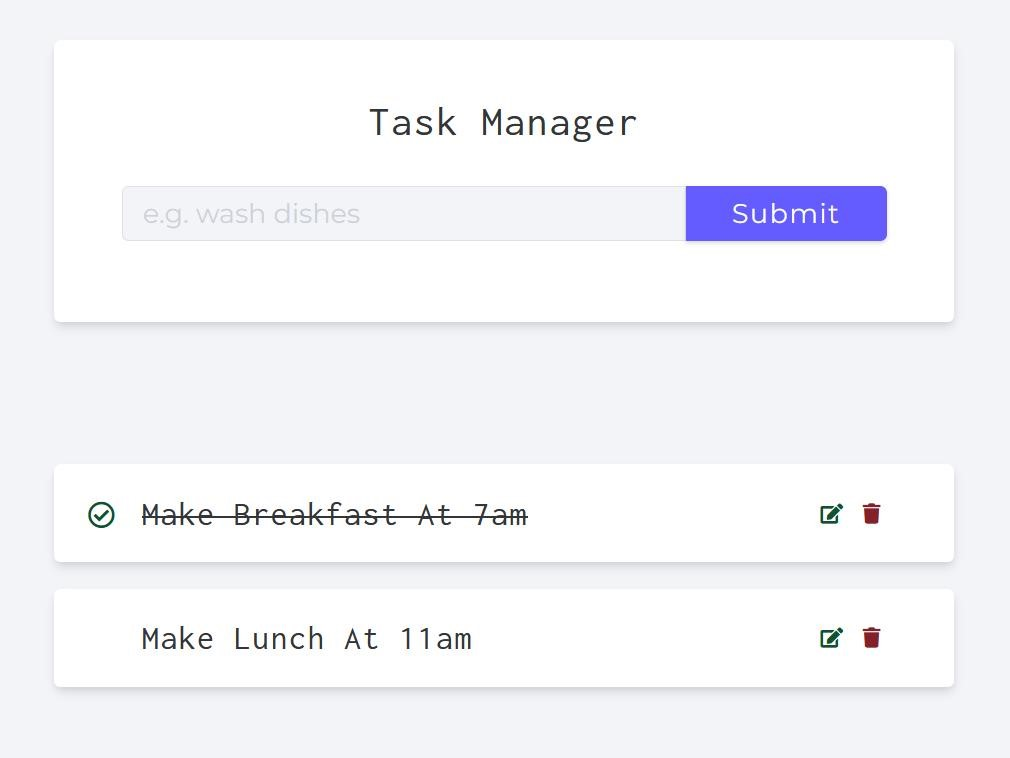 Task Manager
e.g. wash dishes
Submit
Make Breakfast At 7am
Make Lunch At 11am